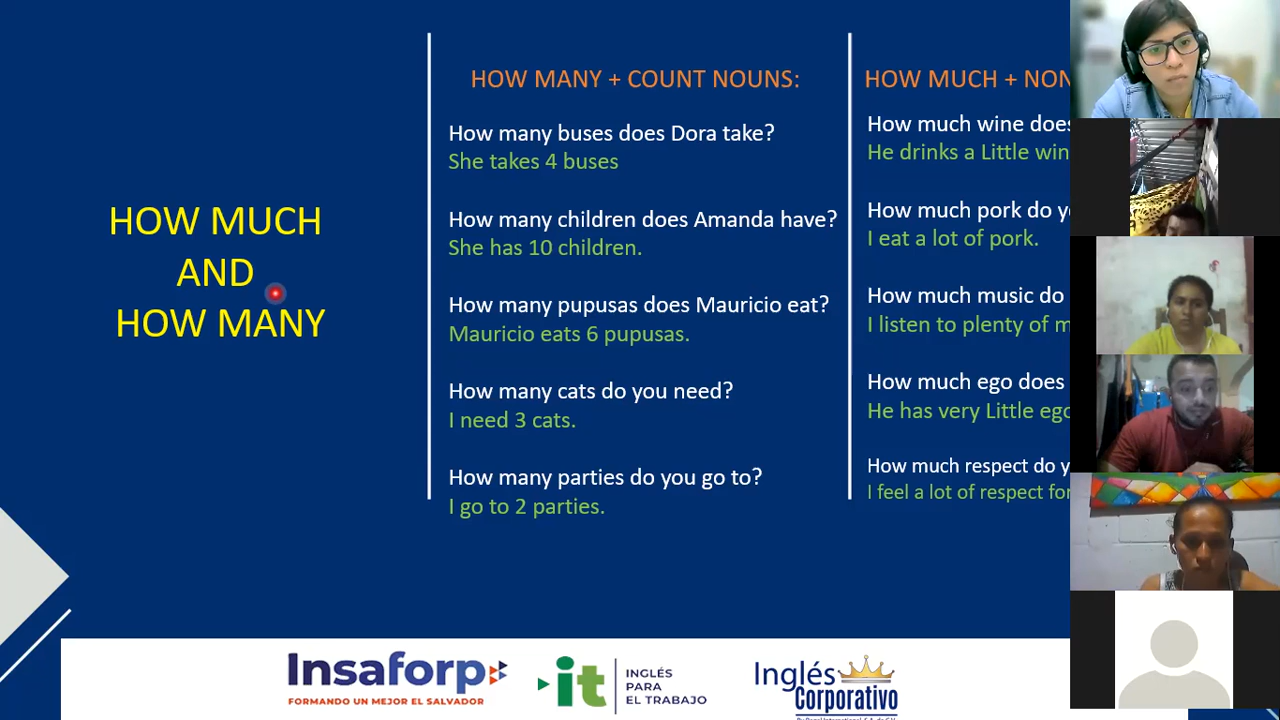 HOW MUCH
AND
HOW MANY
HOW MANY + COUNT NOUNS:
How many buses does Dora take?
She takes 4 buses
How many children does Amanda have?
She has 10 children.
How many pupusas does Mauricio eat?
Mauricio eats 6 pupusas.
How many cats do you need?
I need 3 cats.
How many parties do you go to?
I go to 2 parties.
HOW MUCH + NON
How much wine does
He drinks a Little win
How much pork do y
I eat a lot of pork.
How much music do
I listen to plenty of m
How much ego does
He has very Little ego
How much respect do y
I feel a lot of respect for
Insaforp
FORMANDO UN MEJOR EL SALVADOR
it
INGLÉS
PARA
EL TRABAJO
Inglés
Corporativo